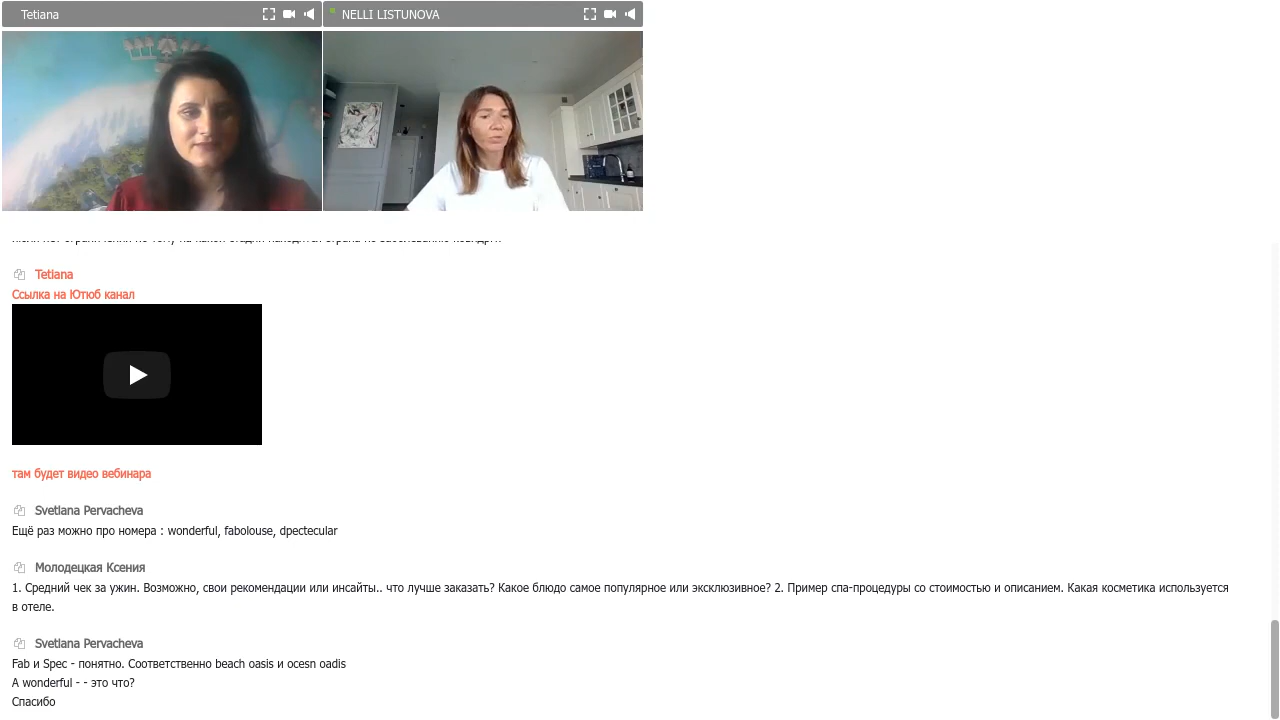 Tetiana
NELLI LISTUNOVA
Tetiana
Ссылка на Ютюб канал
там будет видео вебинара
Svetlana Pervacheva
Ещё раз можно про номера : wonderful, fabolouse, dpectecular
Молодецкая Ксения
1. Средний чек за ужин. Возможно, свои рекомендации или инсайты.. что лучше заказать? Какое блюдо самое популярное или эксклюзивное? 2. Пример спа-процедуры со стоимостью и описанием. Какая косметика используется
в отеле.
Svetlana Pervacheva
Fab и Spec - понятно. Соответственно beach oasis и ocesn oadis
А wonderful - - это что?
Спасибо